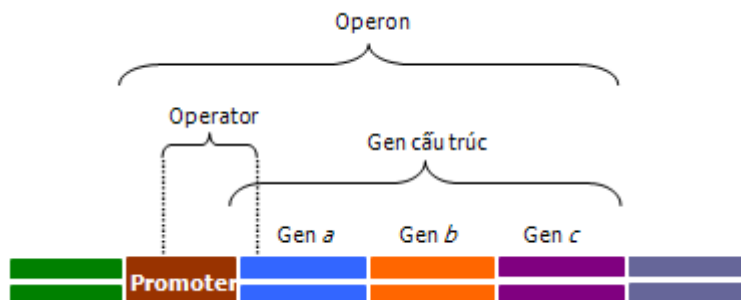 Operon
Operator
Gen cấu trúc
Gen a
Gen b
Gen c
Promoter